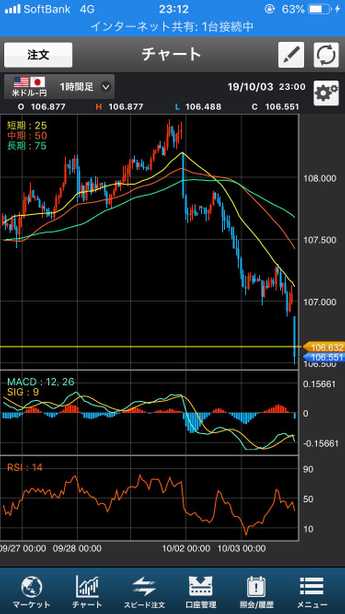 SoftBank 4G 23:12 63%
インターネット共有: 1台接続中
注文 チャート
米ドル-円 1時間足 19/10/03 23:00
O 106.877 H 106.877 L 106.488 C 106.551
短期 : 25
中期 : 50
長期 : 75
108.000
107.500
107.000
106.632
106.551
106.500
MACD : 12, 26
SIG : 9
0.15661
0
-0.15661
RSI : 14
90
50
10
09/27 00:00 09/28 00:00 10/02 00:00 10/03 00:00
マーケット チャート スピード注文 口座管理 照会/履歴 メニュー